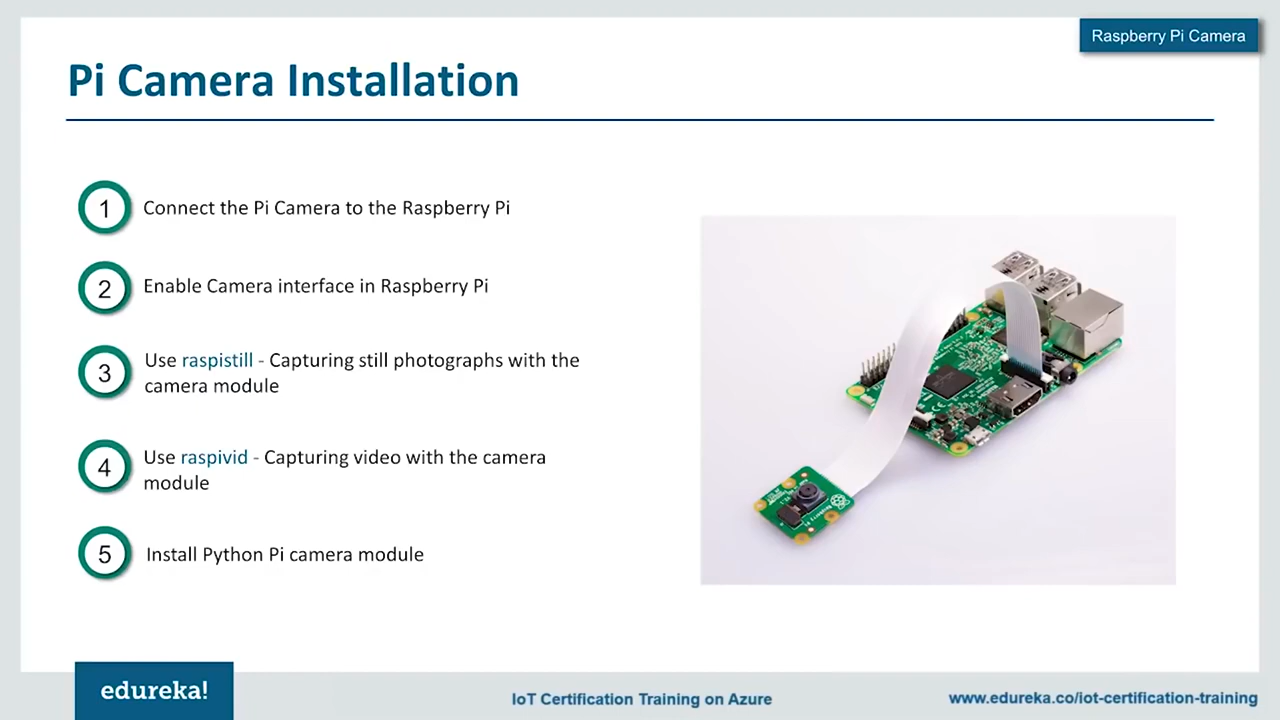 Raspberry Pi Camera
Pi Camera Installation
1
Connect the Pi Camera to the Raspberry Pi
2
Enable Camera interface in Raspberry Pi
3
Use raspistill - Capturing still photographs with the
camera module
4
Use raspivid - Capturing video with the camera
module
5
Install Python Pi camera module
Raspberry Pi
edureka!
IoT Certification Training on Azure
www.edureka.co/iot-certification-training